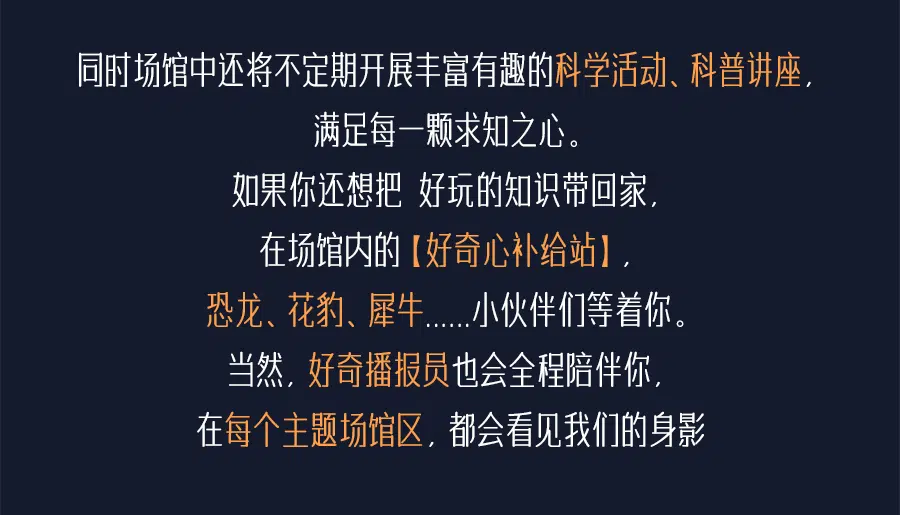 同时场馆中还将不定期开展丰富有趣的科学活动、科普讲座，
满足每一颗求知之心。
如果你还想把 好玩的知识带回家，
在场馆内的【好奇心补给站】，
恐龙、花豹、犀牛......小伙伴们等着你。
当然，好奇播报员也会全程陪伴你，
在每个主题场馆区，都会看见我们的身影